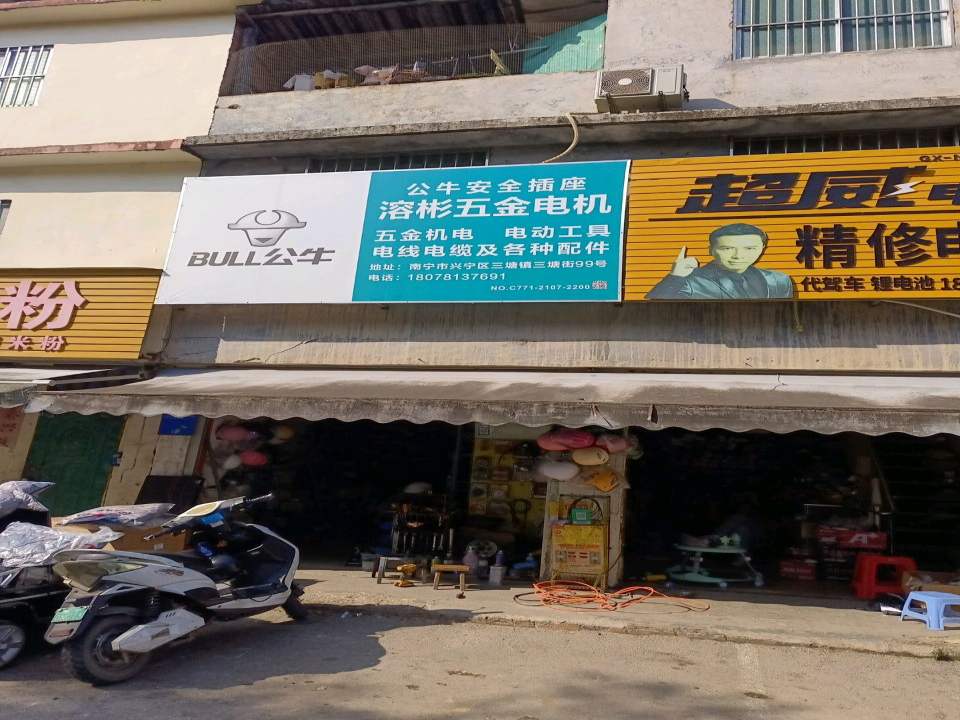 粉
米粉
BULL公牛
公牛安全插座
溶彬五金电机
五金机电 电动工具
电线电缆及各种配件
地址：南宁市兴宁区三塘镇三塘街99号
电话：18078137691
NO.C771-2107-2200
超威电
精修电
代驾车 锂电池 18